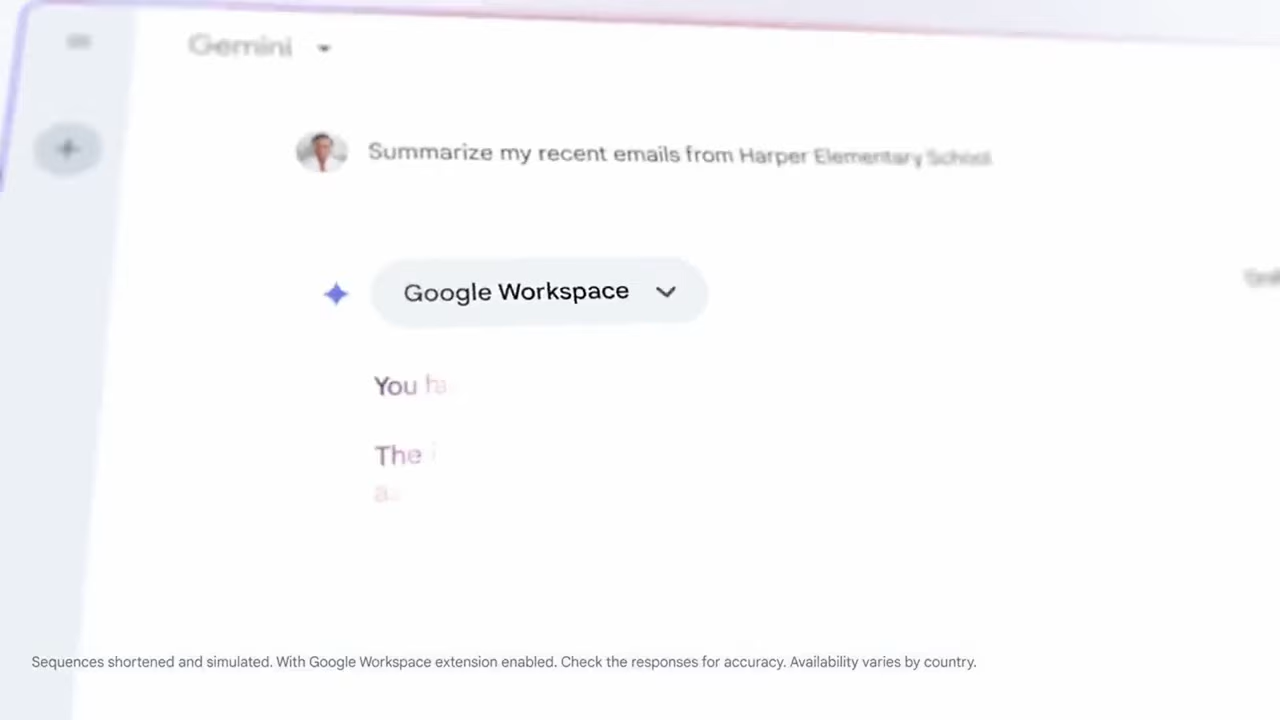 Gemini
Summarize my recent emails from Harper Elementary School
Google Workspace
You
The
Sequences shortened and simulated. With Google Workspace extension enabled. Check the responses for accuracy. Availability varies by country.